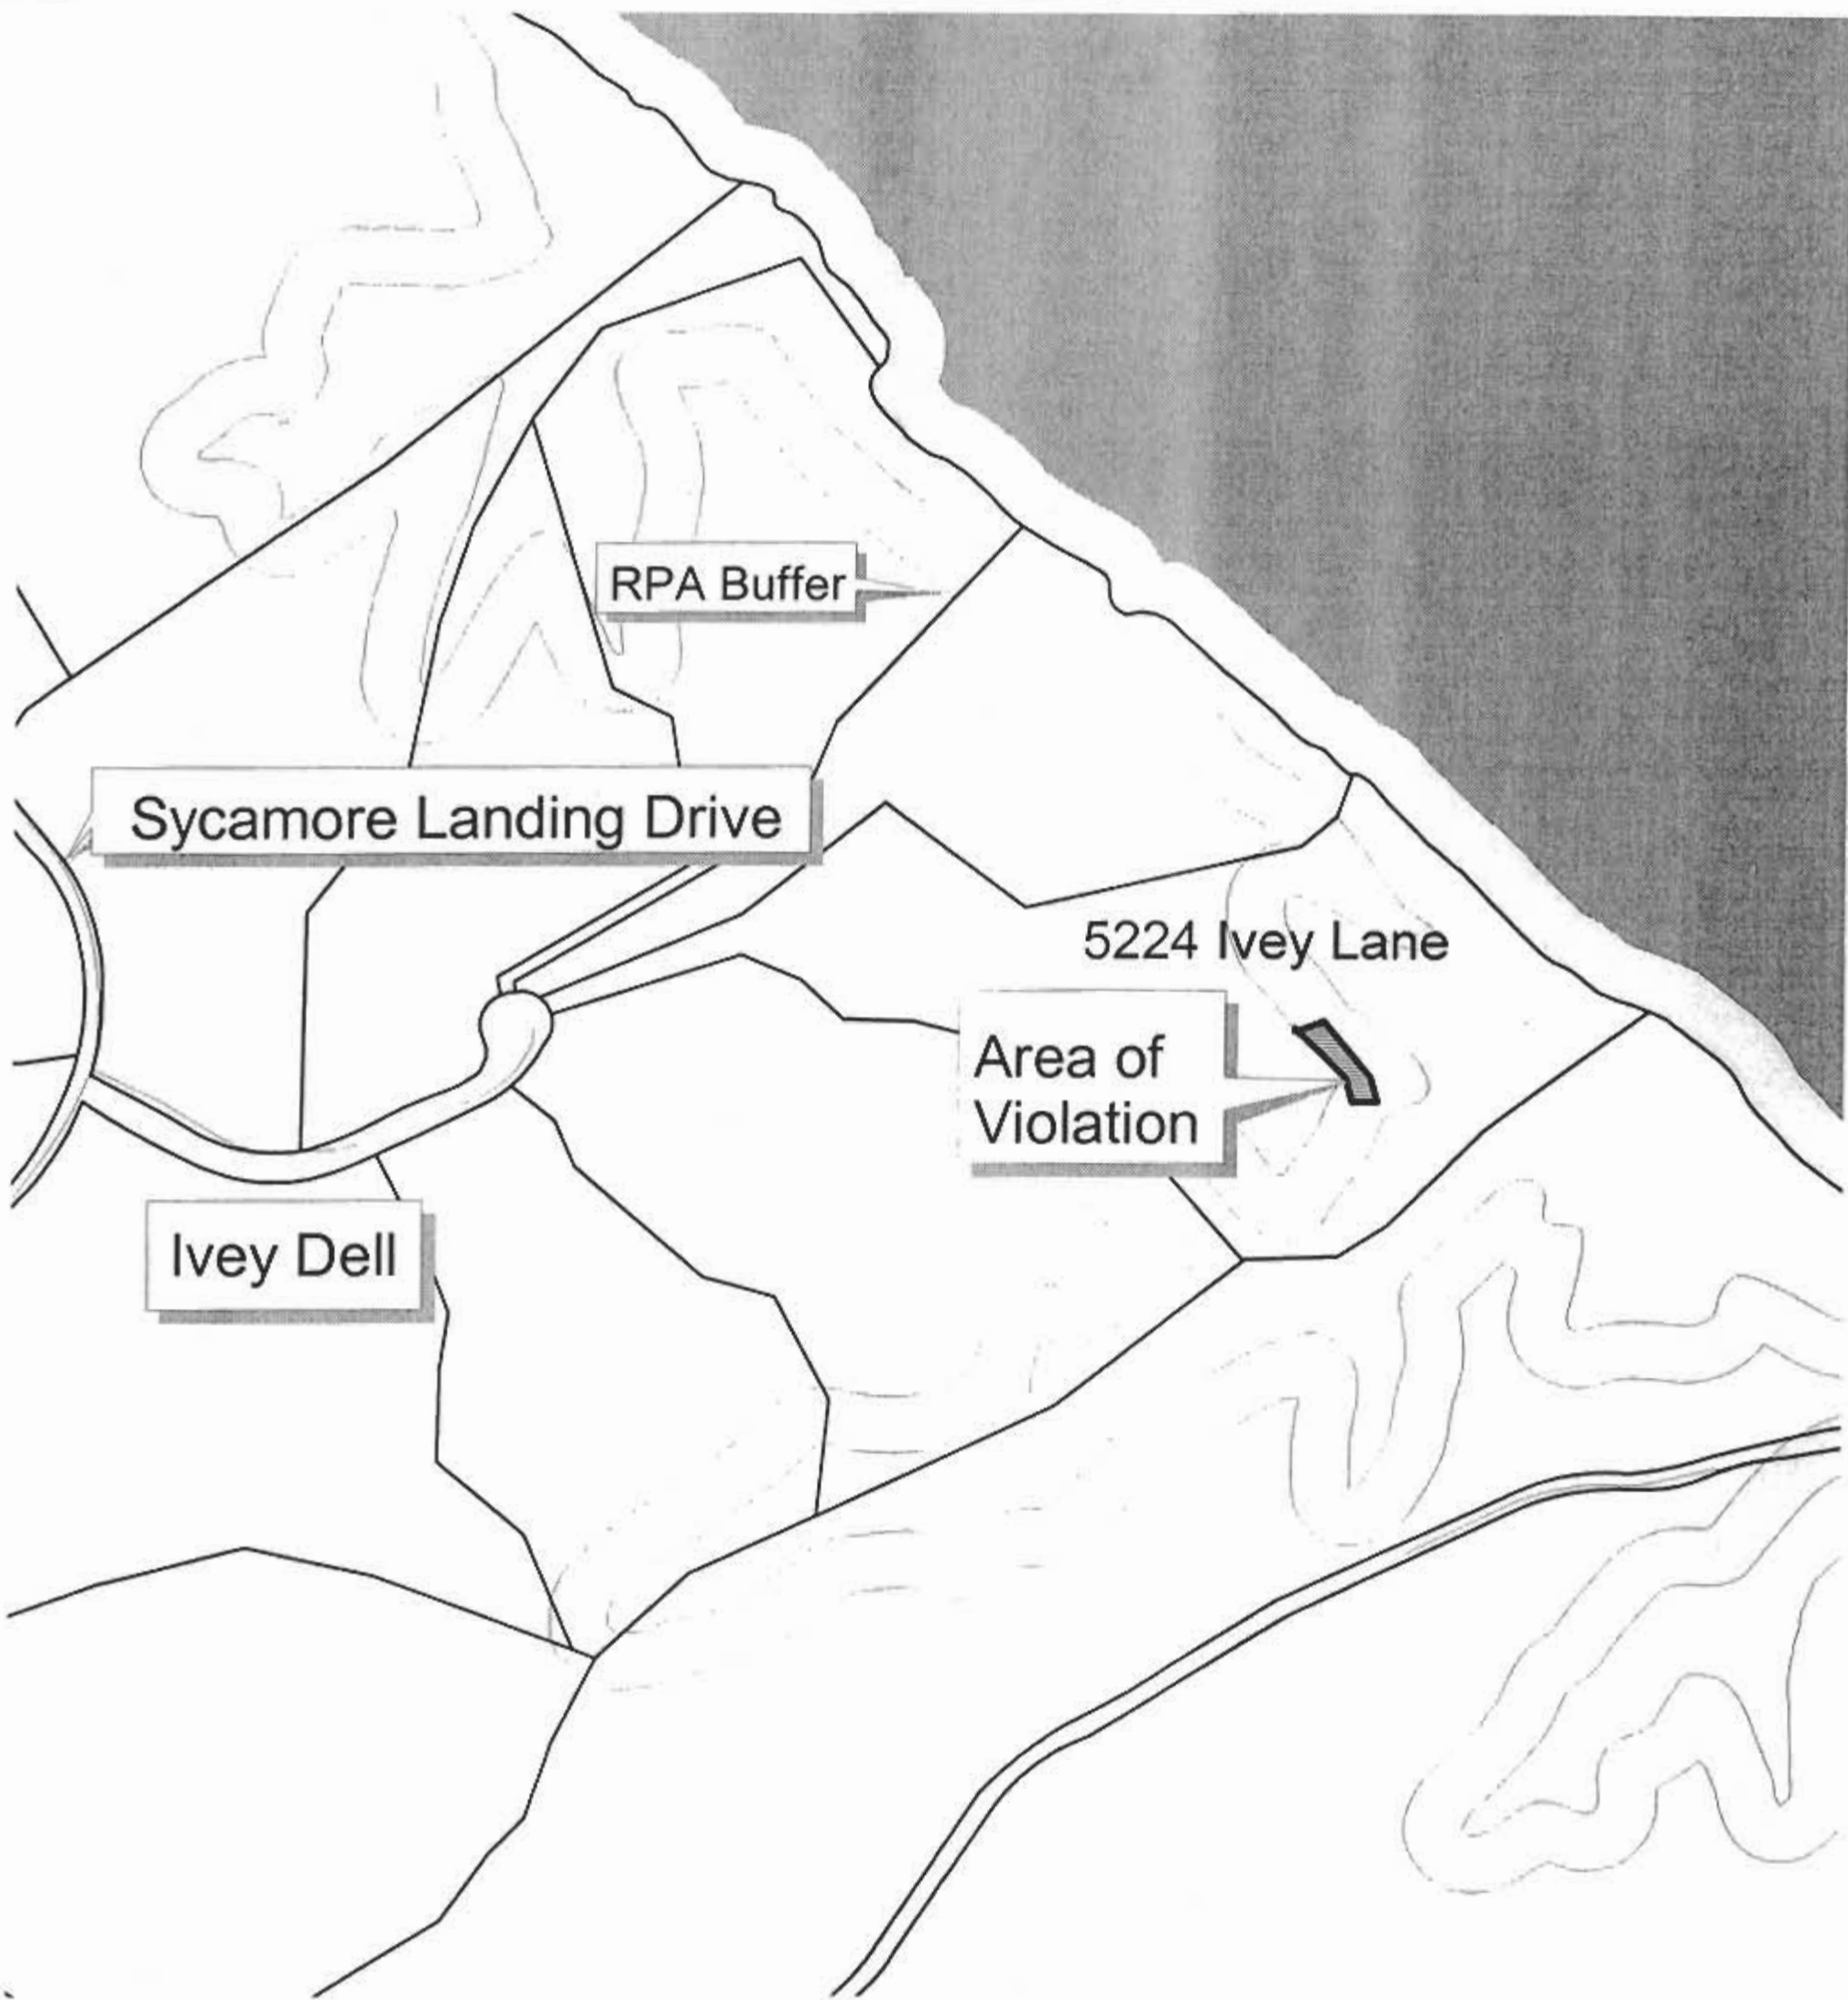 RPA Buffer
Sycamore Landing Drive
5224 Ivey Lane
Area of
Violation
Ivey Dell